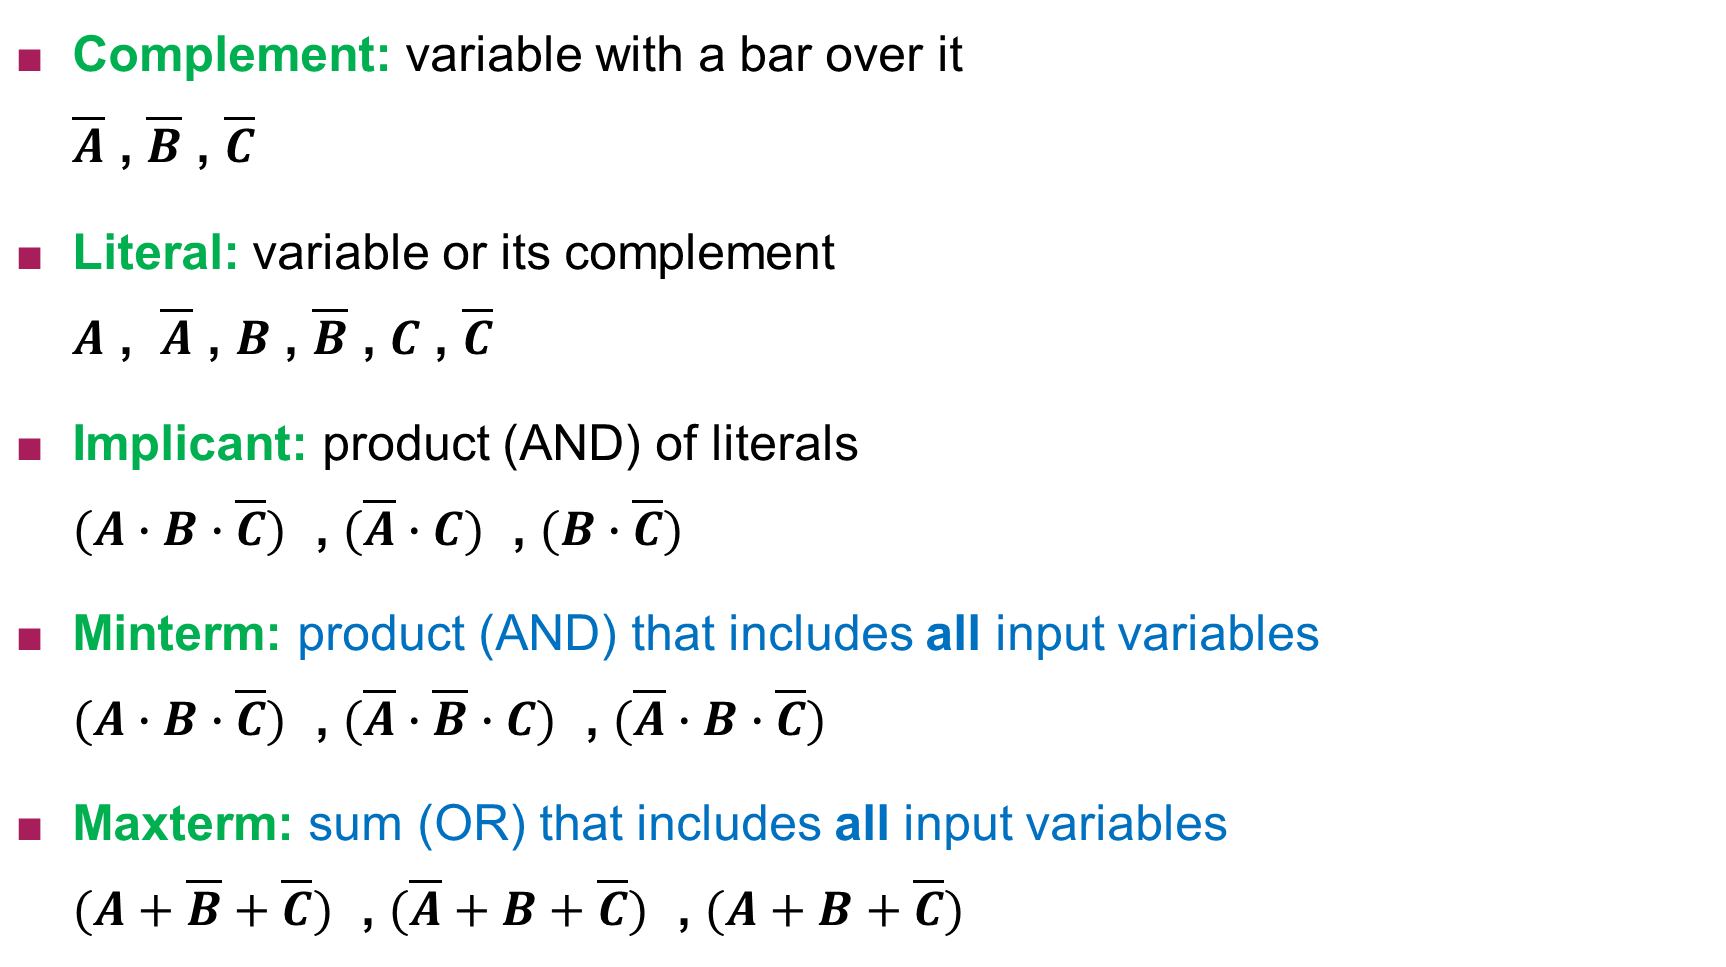 ■ Complement: variable with a bar over it
A̅ , B̅ , C̅
■ Literal: variable or its complement
A , A̅ , B , B̅ , C , C̅
■ Implicant: product (AND) of literals
(A · B · C̅) , (A̅ · C) , (B · C̅)
■ Minterm: product (AND) that includes all input variables
(A · B · C̅) , (A̅ · B̅ · C) , (A̅ · B · C̅)
■ Maxterm: sum (OR) that includes all input variables
(A + B̅ + C̅) , (A̅ + B + C̅) , (A + B + C̅)